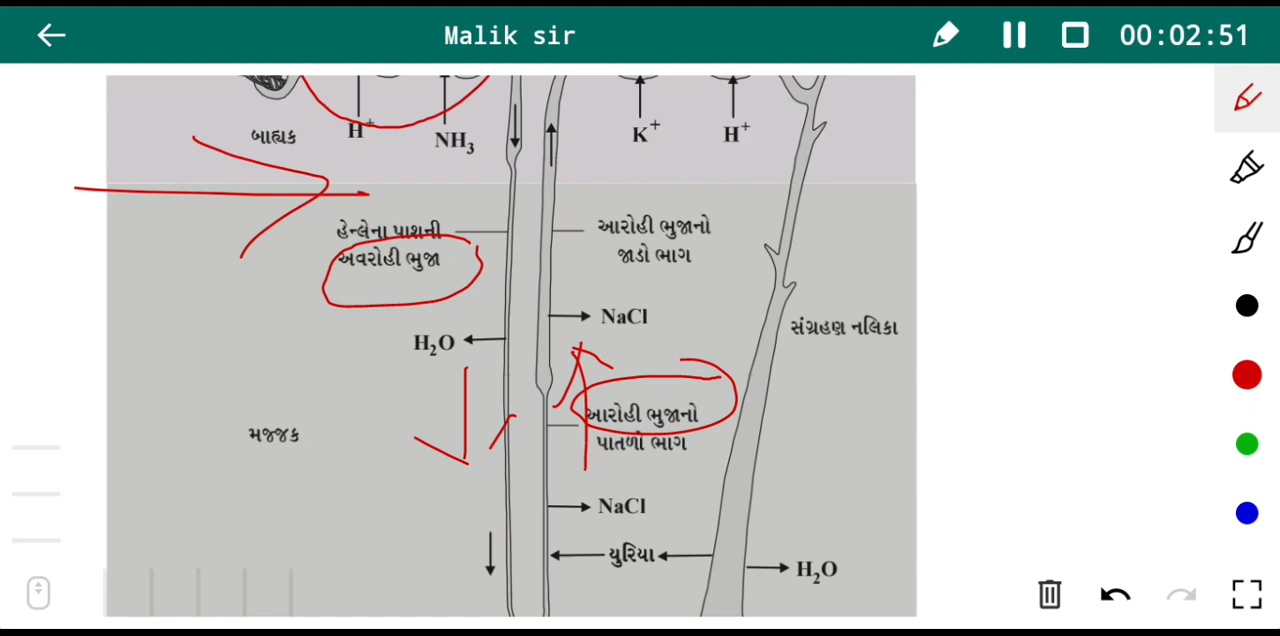 Malik sir
00:02:51
બાહ્યક
H+
NH3
K+
H+
હેન્લેના પાશની
અવરોહી ભુજા
આરોહી ભુજાનો
જાડો ભાગ
NaCl
H2O
સંગ્રહણ નલિકા
આરોહી ભુજાનો
પાતળો ભાગ
મજ્જક
NaCl
યુરિયા
H2O